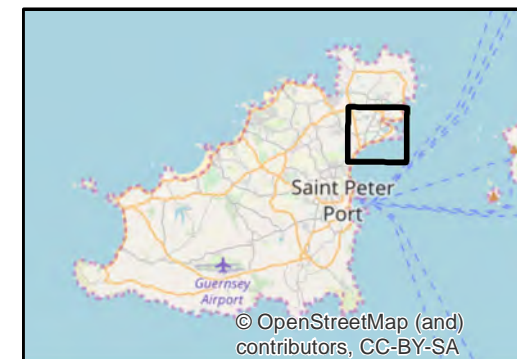 Saint Peter
Port
Guernsey
Airport
© OpenStreetMap (and)
contributors, CC-BY-SA